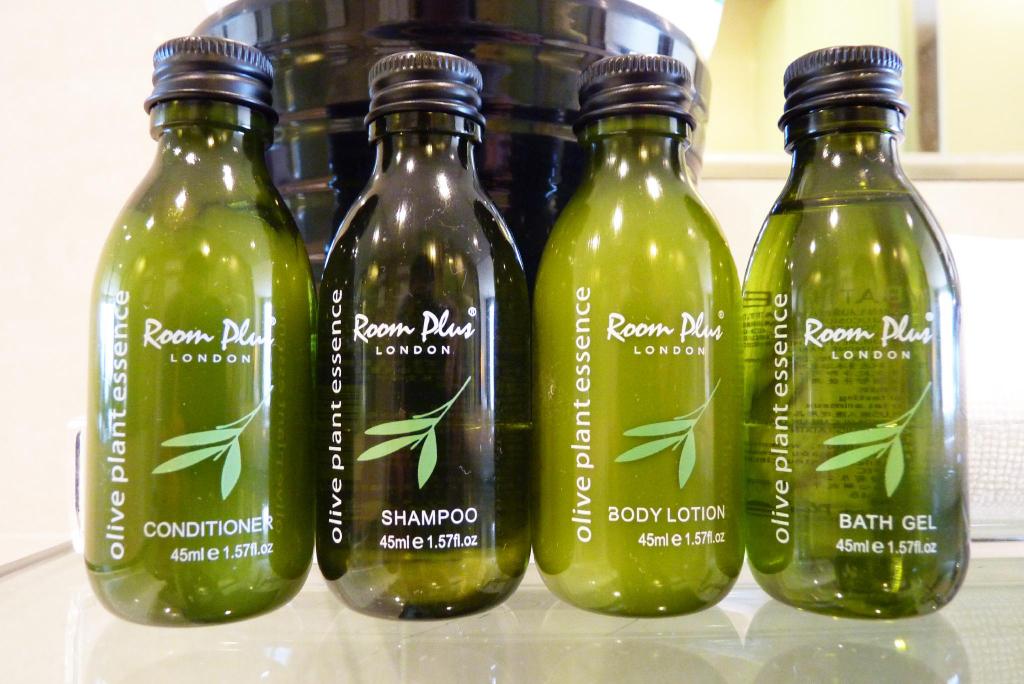 olive plant essence
Room Plus
LONDON
CONDITIONER
45ml e 1.57fl.oz
olive plant essence
Room Plus®
LONDON
SHAMPOO
45ml e 1.57fl.oz
olive plant essence
Room Plus®
LONDON
BODY LOTION
45ml e 1.57fl.oz
olive plant essence
Room Plus®
LONDON
BATH GEL
45ml e 1.57fl.oz